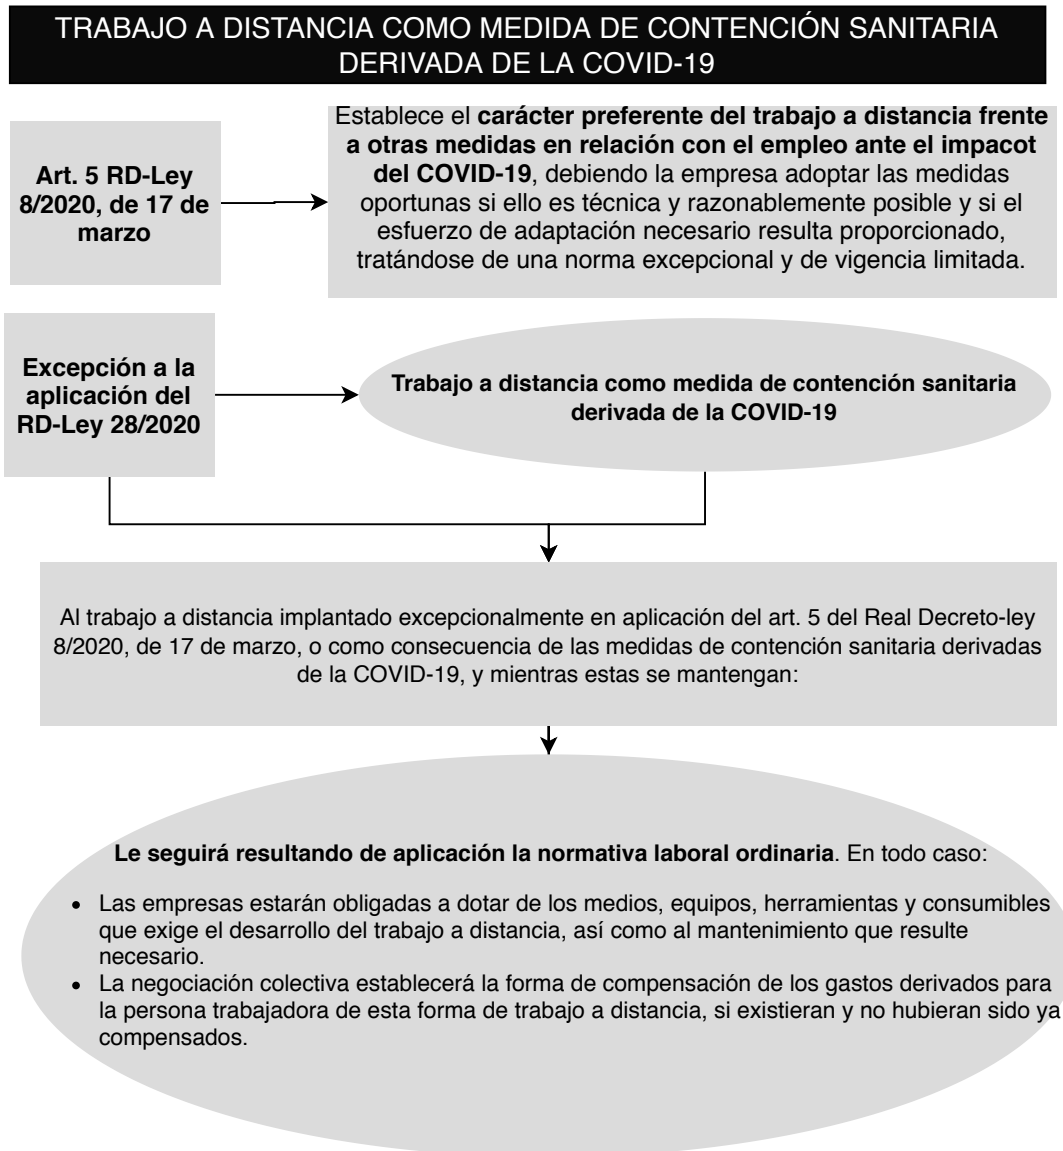 TRABAJO A DISTANCIA COMO MEDIDA DE CONTENCIÓN SANITARIA
DERIVADA DE LA COVID-19
Art. 5 RD-Ley
8/2020, de 17 de
marzo
Establece el carácter preferente del trabajo a distancia frente
a otras medidas en relación con el empleo ante el impacot
del COVID-19, debiendo la empresa adoptar las medidas
oportunas si ello es técnica y razonablemente posible y si el
esfuerzo de adaptación necesario resulta proporcionado,
tratándose de una norma excepcional y de vigencia limitada.
Excepción a la
aplicación del
RD-Ley 28/2020
Trabajo a distancia como medida de contención sanitaria
derivada de la COVID-19
Al trabajo a distancia implantado excepcionalmente en aplicación del art. 5 del Real Decreto-ley
8/2020, de 17 de marzo, o como consecuencia de las medidas de contención sanitaria derivadas
de la COVID-19, y mientras estas se mantengan:
Le seguirá resultando de aplicación la normativa laboral ordinaria. En todo caso:
• Las empresas estarán obligadas a dotar de los medios, equipos, herramientas y consumibles
que exige el desarrollo del trabajo a distancia, así como al mantenimiento que resulte
necesario.
• La negociación colectiva establecerá la forma de compensación de los gastos derivados para
la persona trabajadora de esta forma de trabajo a distancia, si existieran y no hubieran sido ya
compensados.